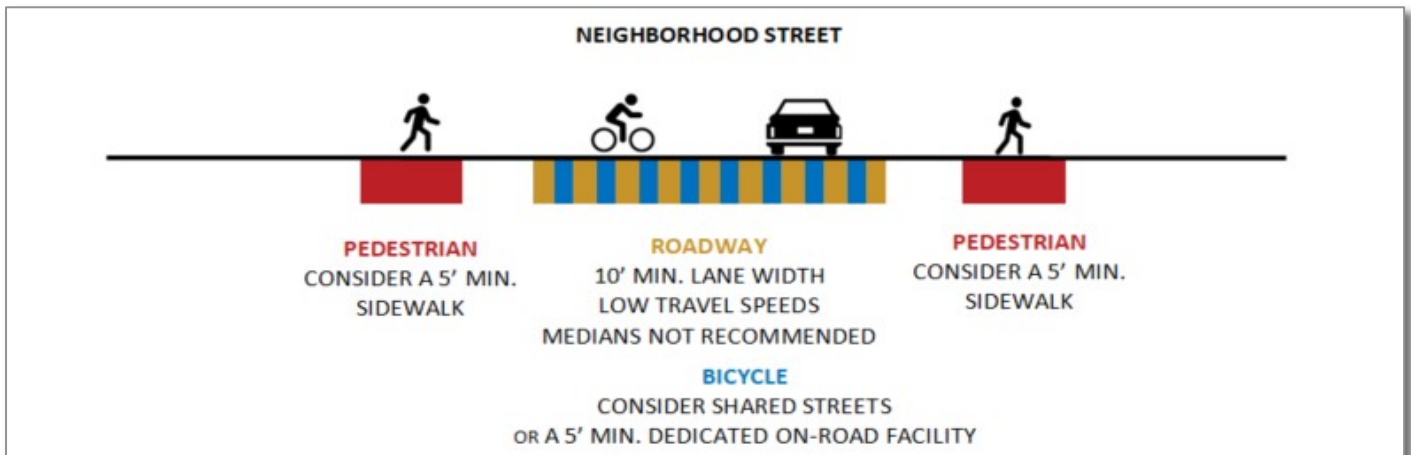 NEIGHBORHOOD STREET
PEDESTRIAN
CONSIDER A 5' MIN.
SIDEWALK
ROADWAY
10' MIN. LANE WIDTH
LOW TRAVEL SPEEDS
MEDIANS NOT RECOMMENDED
BICYCLE
CONSIDER SHARED STREETS
OR A 5' MIN. DEDICATED ON-ROAD FACILITY
PEDESTRIAN
CONSIDER A 5' MIN.
SIDEWALK